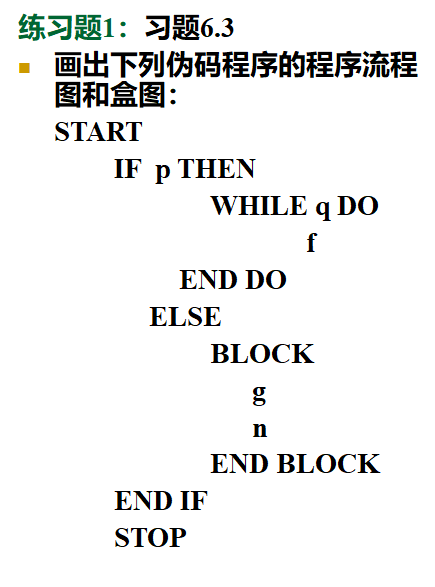 练习题1：习题6.3
画出下列伪码程序的程序流程
图和盒图：
START
IF p THEN
WHILE q DO
f
END DO
ELSE
BLOCK
g
n
END BLOCK
END IF
STOP